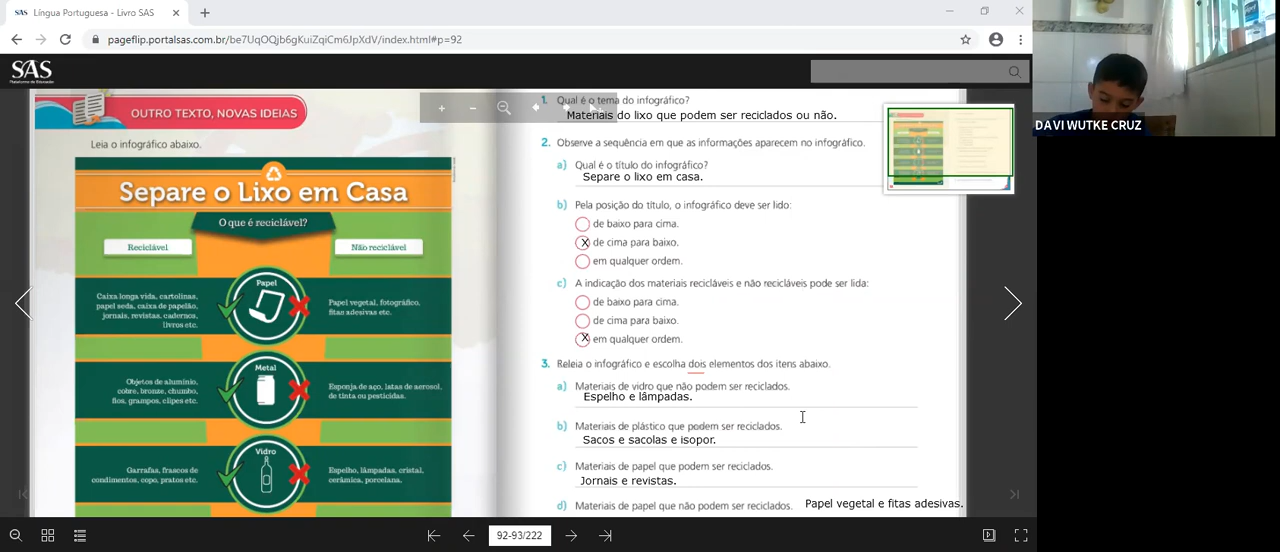 SAS Língua Portuguesa - Livro SAS
pageflip.portalsas.com.br/be7UqOQjb6gKuiZqiCm6JpXdV/index.html#p=92
SAS
Plataforma de Educação
DAVI WUTKE CRUZ
OUTRO TEXTO, NOVAS IDEIAS
Leia o infográfico abaixo.
Separe o Lixo em Casa
O que é reciclável?
Reciclável
Não reciclável
Papel
Caixa longa vida, cartolinas,
papel seda, caixa de papelão,
jornais, revistas, cadernos,
livros etc.
Papel vegetal, fotográfico,
fitas adesivas etc.
Metal
Objetos de alumínio,
cobre, bronze, chumbo,
fios, grampos, clipes etc.
Esponja de aço, latas de aerosol,
de tinta ou pesticidas.
Vidro
Garrafas, frascos de
condimentos, copo, pratos etc.
Espelho, lâmpadas, cristal,
cerâmica, porcelana.
1. Qual é o tema do infográfico?
Materiais do lixo que podem ser reciclados ou não.
2. Observe a sequência em que as informações aparecem no infográfico.
a) Qual é o título do infográfico?
Separe o lixo em casa.
b) Pela posição do título, o infográfico deve ser lido:
de baixo para cima.
X de cima para baixo.
em qualquer ordem.
c) A indicação dos materiais recicláveis e não recicláveis pode ser lida:
de baixo para cima.
de cima para baixo.
X em qualquer ordem.
3. Releia o infográfico e escolha dois elementos dos itens abaixo.
a) Materiais de vidro que não podem ser reciclados.
Espelho e lâmpadas.
b) Materiais de plástico que podem ser reciclados.
Sacos e sacolas e isopor.
c) Materiais de papel que podem ser reciclados.
Jornais e revistas.
d) Materiais de papel que não podem ser reciclados. Papel vegetal e fitas adesivas.
92-93/222